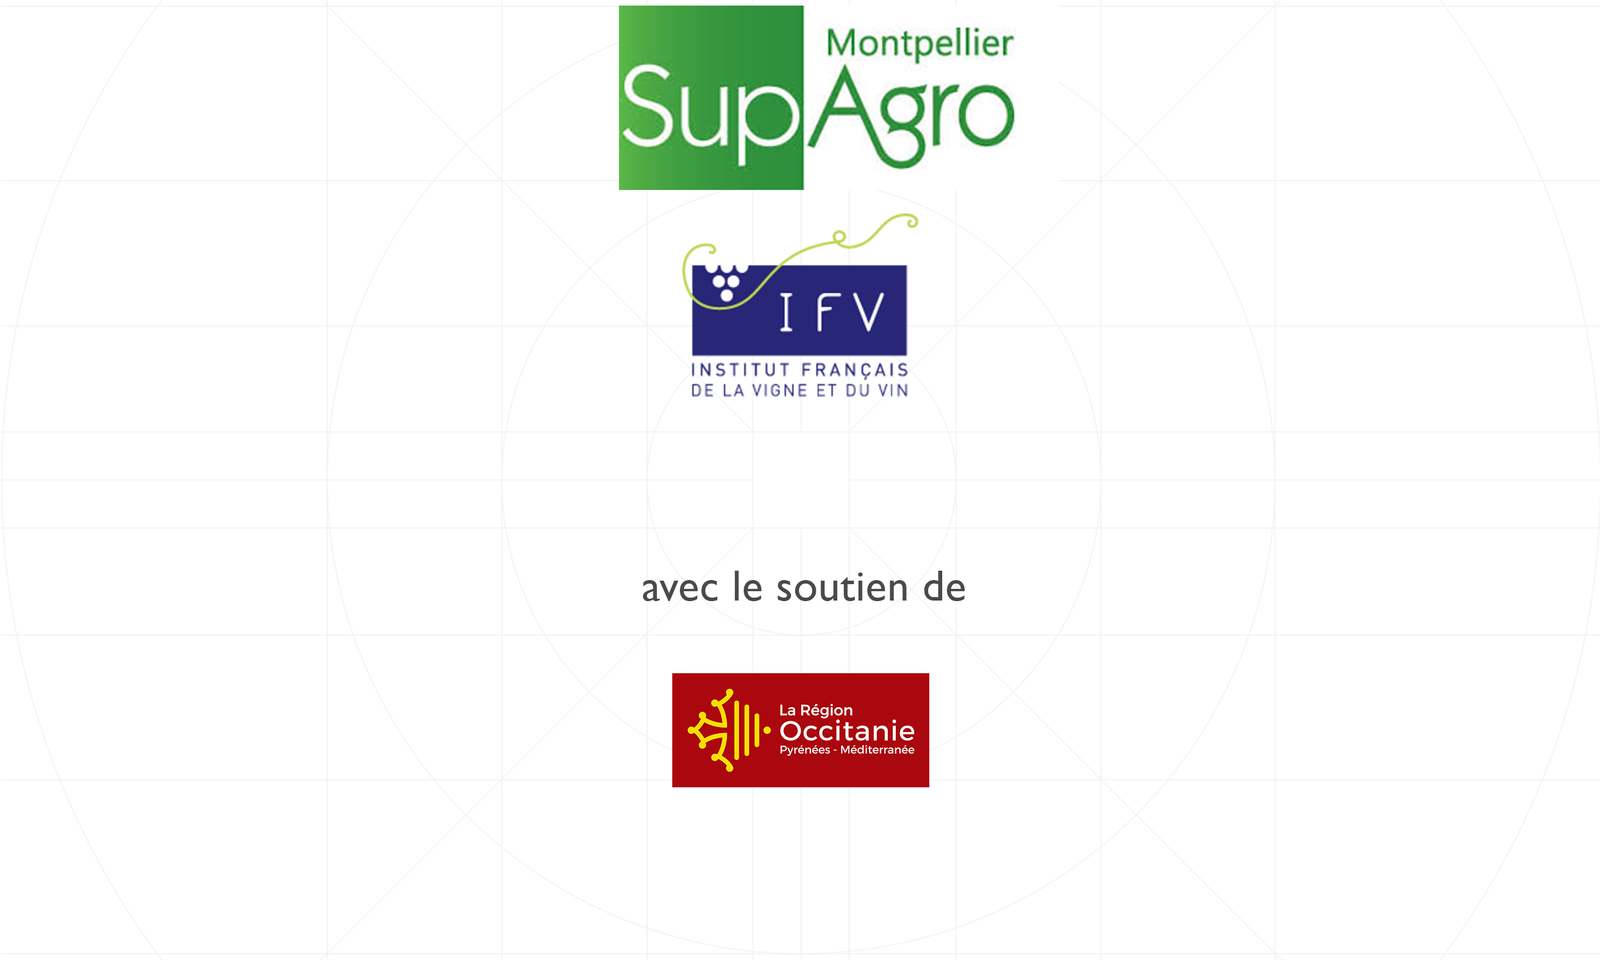 Montpellier
SupAgro
IFV
INSTITUT FRANÇAIS
DE LA VIGNE ET DU VIN
avec le soutien de
La Région
Occitanie
Pyrénées - Méditerranée